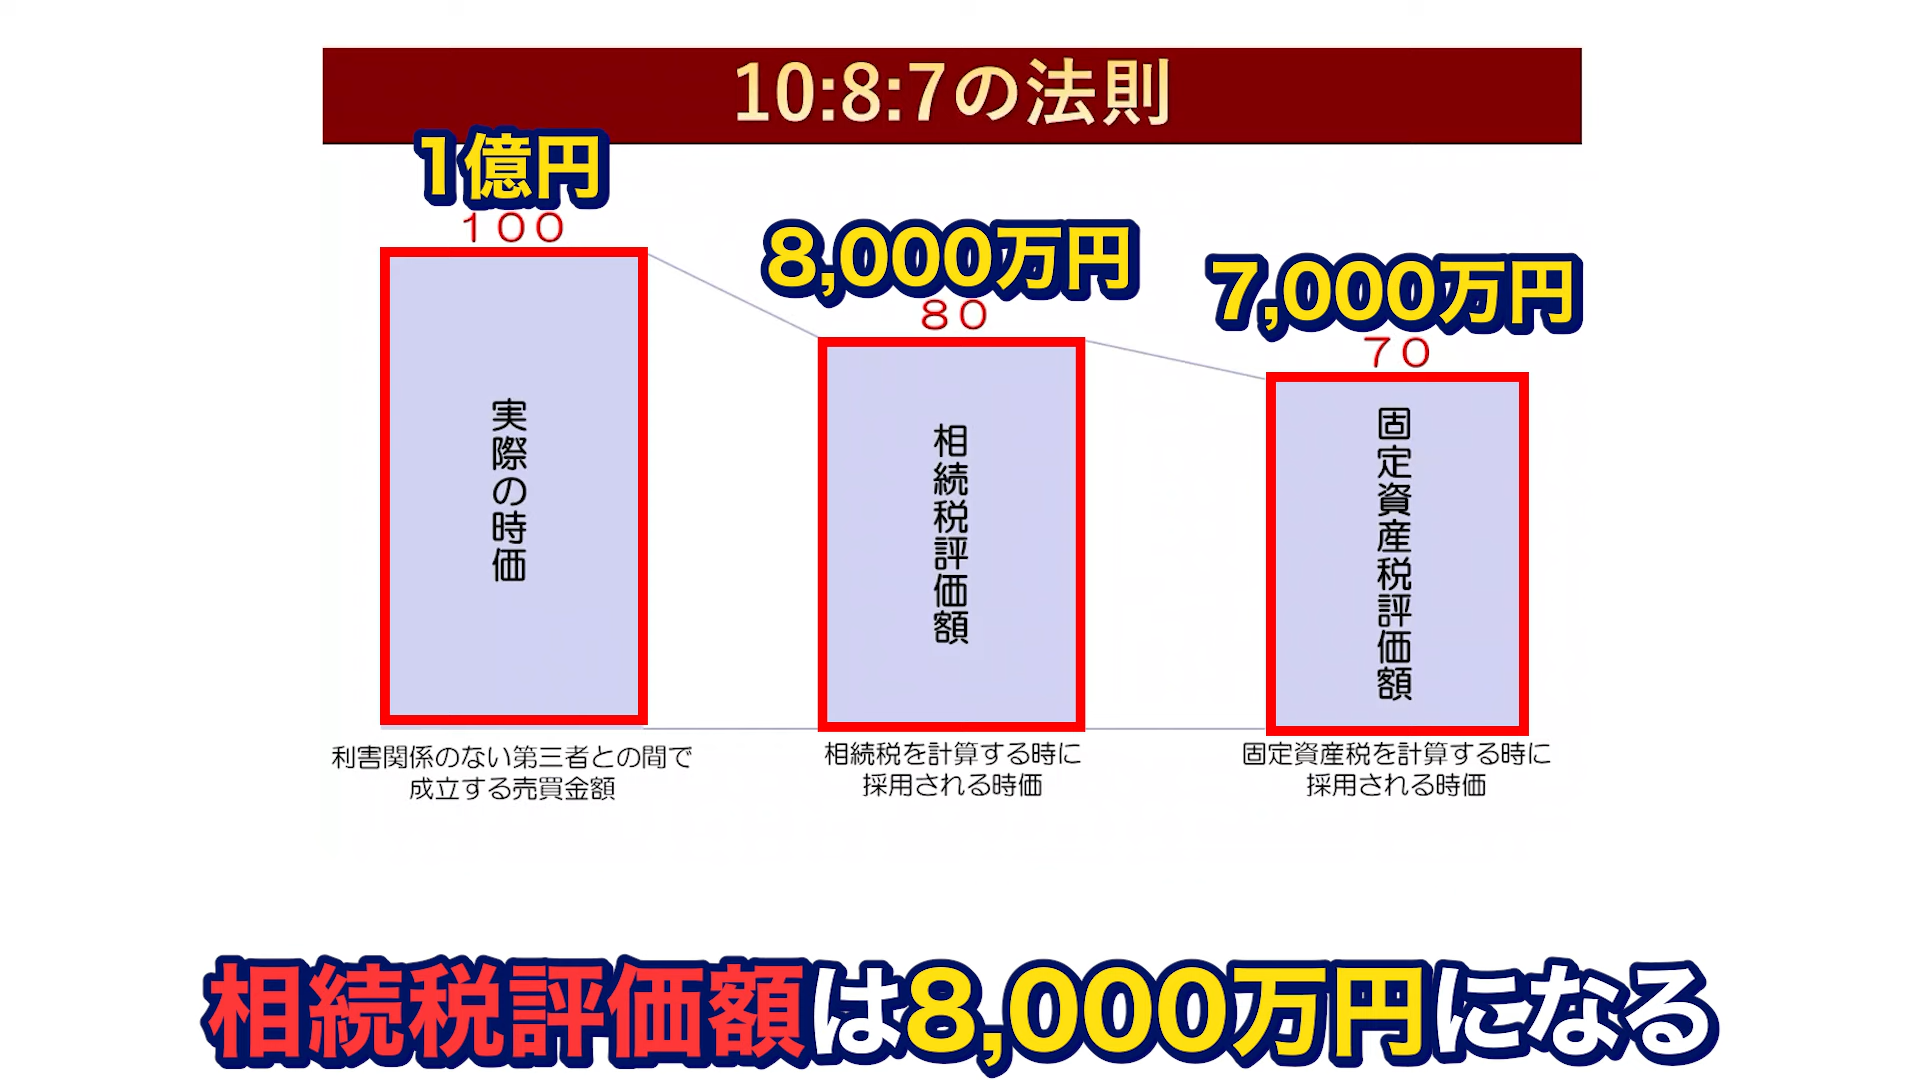 10:8:7の法則
1億円
100
8,000万円
80
7,000万円
70
実際の時価
相続税評価額
固定資産税評価額
利害関係のない第三者との間で
成立する売買金額
相続税を計算する時に
採用される時価
固定資産税を計算する時に
採用される時価
相続税評価額は8,000万円になる